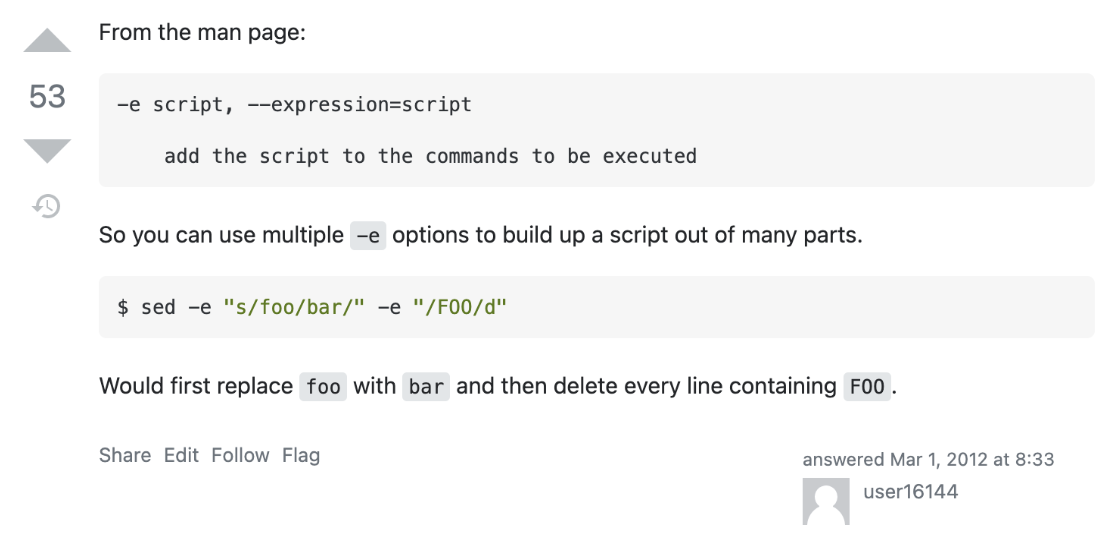 From the man page:
53
-e script, --expression=script
add the script to the commands to be executed
So you can use multiple -e options to build up a script out of many parts.
$ sed -e "s/foo/bar/" -e "/FOO/d"
Would first replace foo with bar and then delete every line containing FOO.
Share Edit Follow Flag
answered Mar 1, 2012 at 8:33
user16144